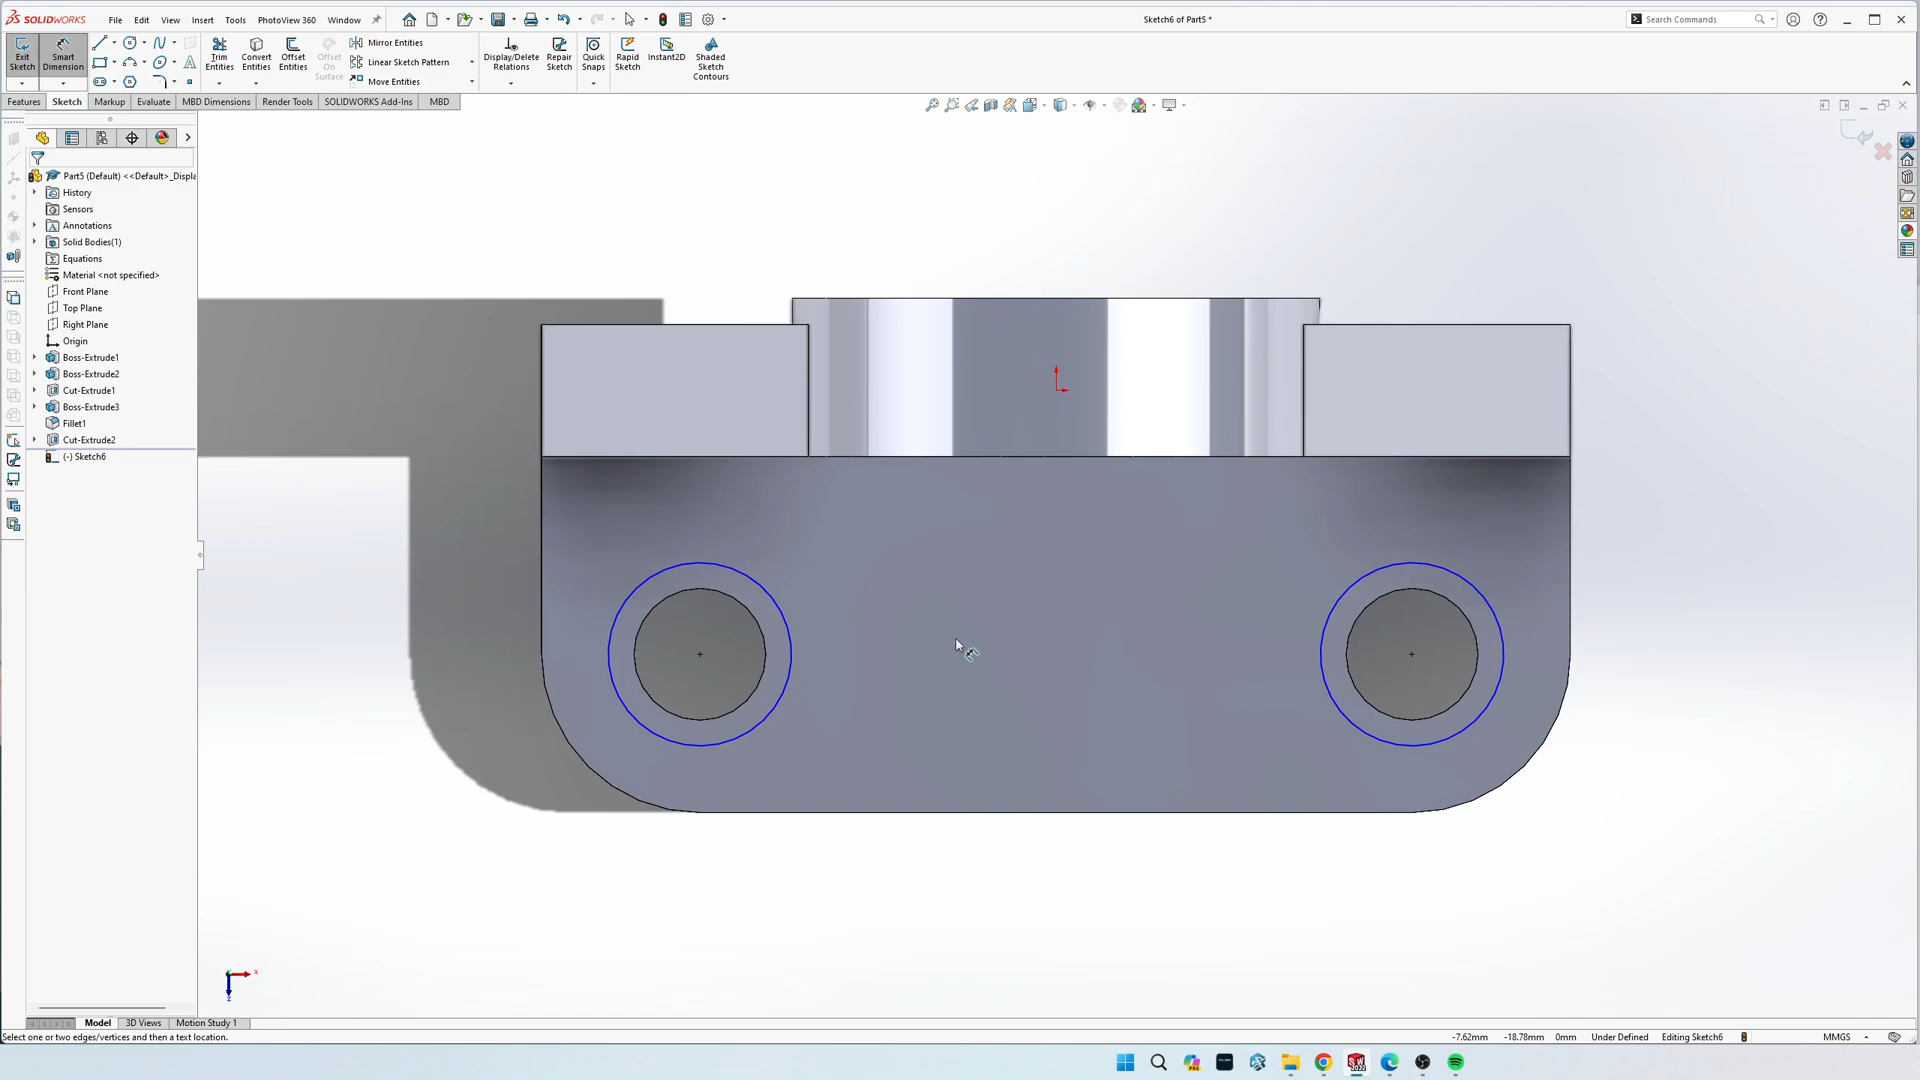 SOLIDWORKS File Edit View Insert Tools PhotoView 360 Window Sketch6 of Part5 * Search Commands
Exit Sketch
Smart Dimension
Trim Entities
Convert Entities
Offset Entities
Offset On Surface
Mirror Entities
Linear Sketch Pattern
Move Entities
Display/Delete Relations
Repair Sketch
Quick Snaps
Rapid Sketch
Instant2D
Shaded Sketch Contours
Features Sketch Markup Evaluate MBD Dimensions Render Tools SOLIDWORKS Add-Ins MBD
Part5 (Default) <<Default>_Displa
History
Sensors
Annotations
Solid Bodies(1)
Equations
Material <not specified>
Front Plane
Top Plane
Right Plane
Origin
Boss-Extrude1
Boss-Extrude2
Cut-Extrude1
Boss-Extrude3
Fillet1
Cut-Extrude2
(-) Sketch6
Model 3D Views Motion Study 1
Select one or two edges/vertices and then a text location. -7.62mm -18.78mm 0mm Under Defined Editing Sketch6 MMGS